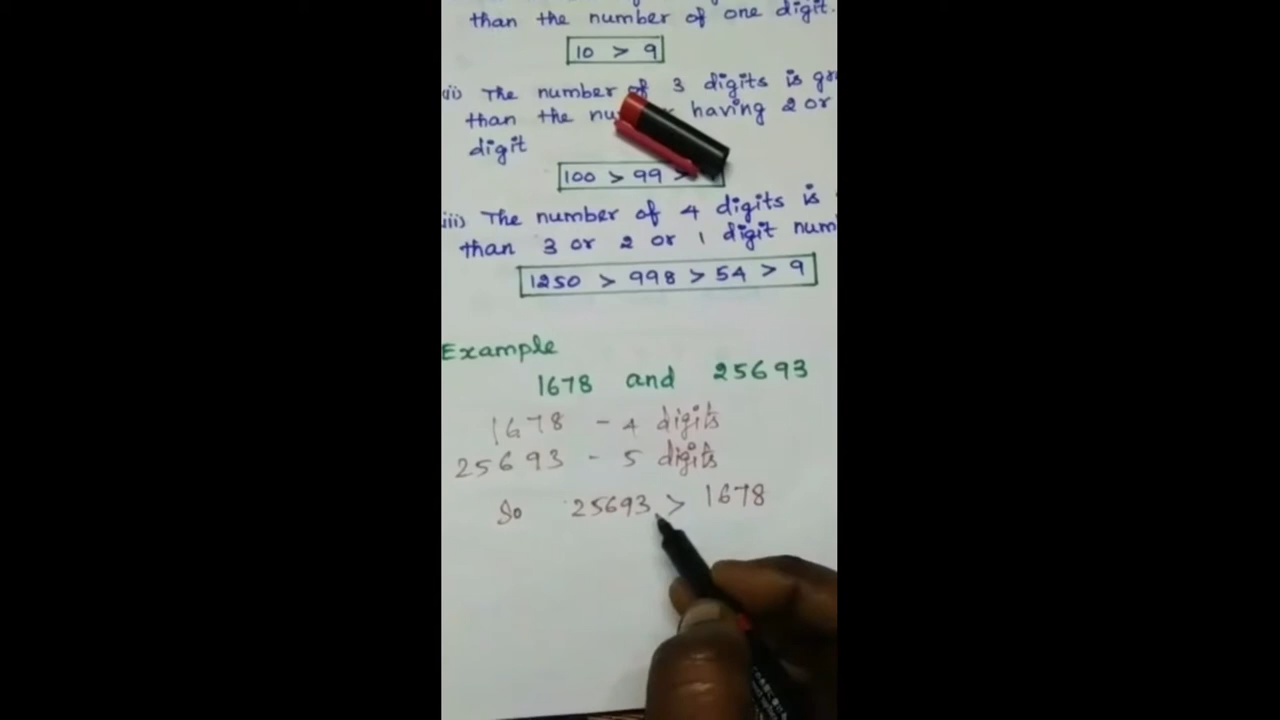 than the number of one digit.
10 > 9
ii) The number of 3 digits is
than the having 2 or
digit
100 > 99 >
iii) The number of 4 digits is
than 3 or 2 or 1 digit
1250 > 998 > 54 > 9
Example
1678 and 25693
1678 - 4 digits
25693 - 5 digits
So 25693 > 1678